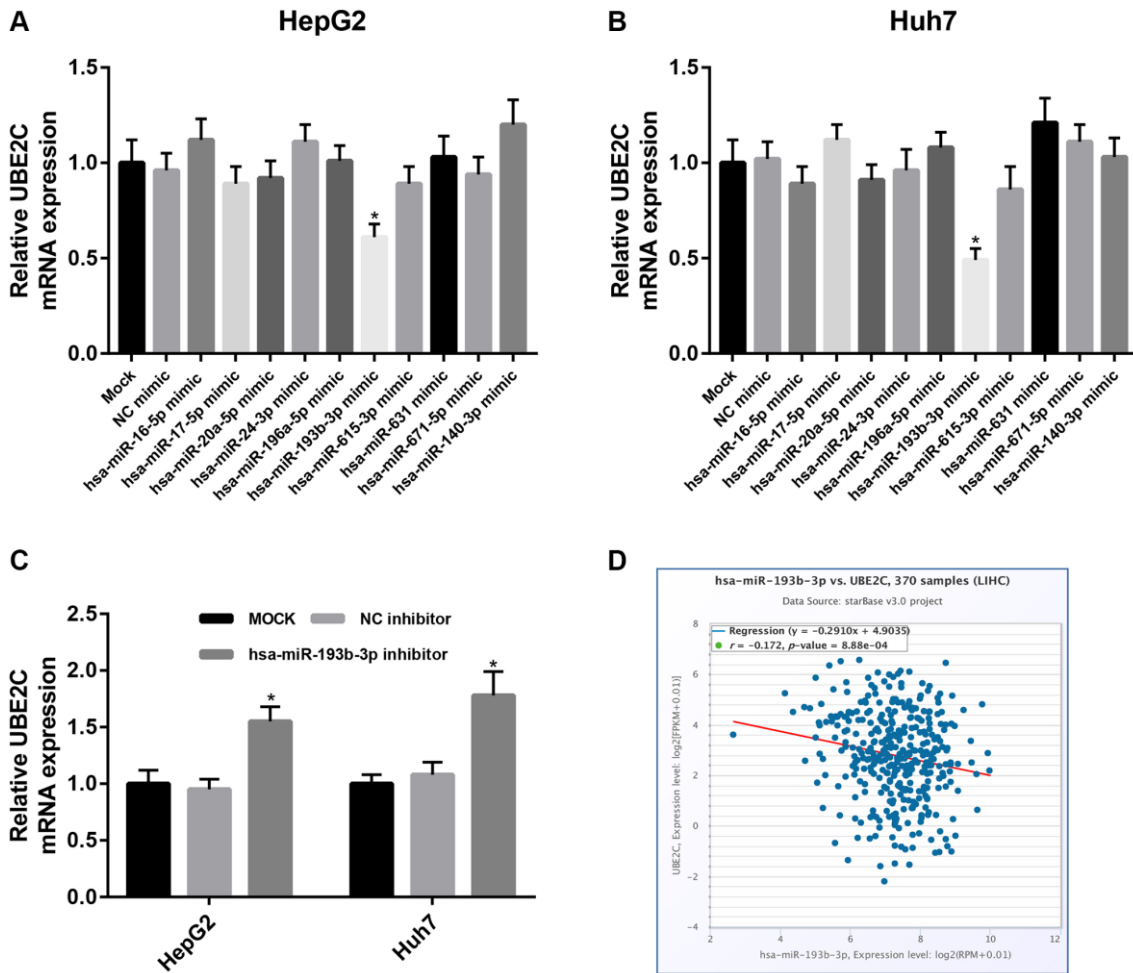 A
HepG2
Relative UBE2C
mRNA expression
1.5
1.0
0.5
0.0
*
Mock
NC mimic
hsa-miR-16-5p mimic
hsa-miR-17-5p mimic
hsa-miR-20a-5p mimic
hsa-miR-24-3p mimic
hsa-miR-196a-5p mimic
hsa-miR-193b-3p mimic
hsa-miR-615-3p mimic
hsa-miR-631 mimic
hsa-miR-671-5p mimic
hsa-miR-140-3p mimic
B
Huh7
Relative UBE2C
mRNA expression
1.5
1.0
0.5
0.0
*
Mock
NC mimic
hsa-miR-16-5p mimic
hsa-miR-17-5p mimic
hsa-miR-20a-5p mimic
hsa-miR-24-3p mimic
hsa-miR-196a-5p mimic
hsa-miR-193b-3p mimic
hsa-miR-615-3p mimic
hsa-miR-631 mimic
hsa-miR-671-5p mimic
hsa-miR-140-3p mimic
C
Relative UBE2C
mRNA expression
2.5
2.0
1.5
1.0
0.5
0.0
MOCK NC inhibitor
hsa-miR-193b-3p inhibitor
*
*
HepG2
Huh7
D
hsa-miR-193b-3p vs. UBE2C, 370 samples (LIHC)
Data Source: starBase v3.0 project
Regression (y = -0.2910x + 4.9035)
r = -0.172, p-value = 8.88e-04
UBE2C, Expression level: log2[FPKM+0.01)]
8
6
4
2
0
-2
-4
2 4 6 8 10 12
hsa-miR-193b-3p, Expression level: log2(RPM+0.01)